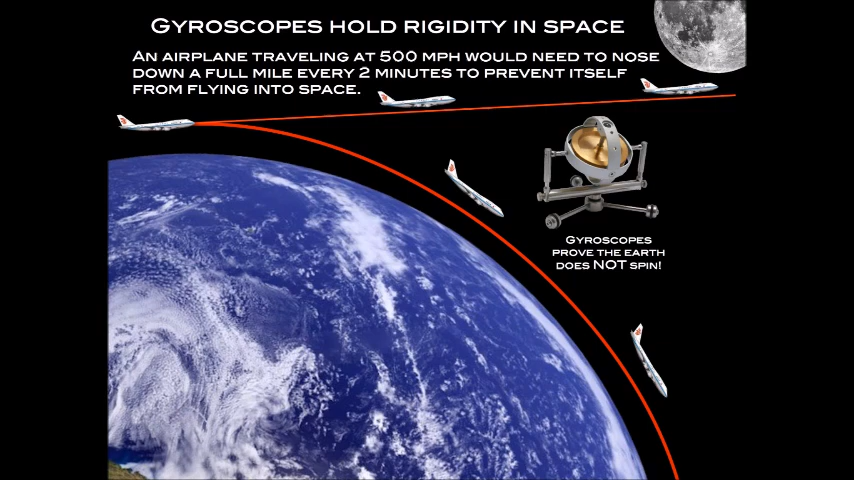 Gyroscopes hold rigidity in space
An airplane traveling at 500 mph would need to nose
down a full mile every 2 minutes to prevent itself
from flying into space.
Gyroscopes
prove the earth
does NOT spin!